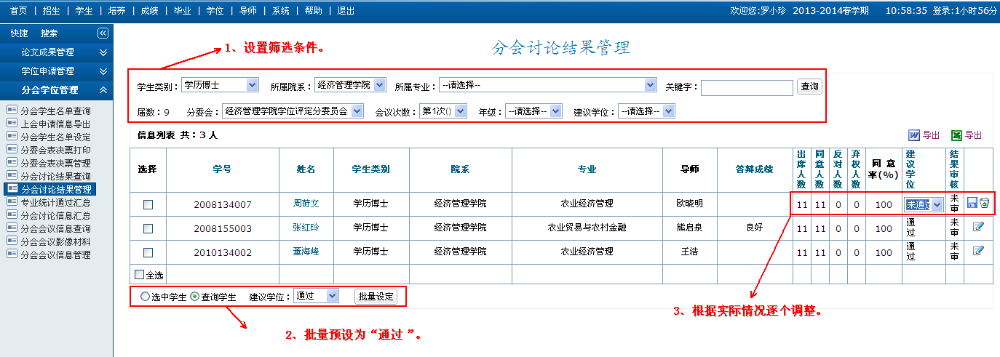 首页 | 招生 | 学生 | 培养 | 成绩 | 毕业 | 学位 | 导师 | 系统 | 帮助 | 退出 欢迎您:罗小珍 2013-2014春学期 10:58:35 登录:1小时56分
快捷 搜索
论文成果管理
学位申请管理
分会学位管理
分会学生名单查询
上会申请信息导出
分会学生名单设定
分委会表决票打印
分委会表决票管理
分会讨论结果查询
分会讨论结果管理
专业统计通过汇总
分会讨论信息汇总
分会会议信息查询
分会会议影像材料
分会会议信息管理
1、设置筛选条件。
分会讨论结果管理
学生类别： 学历博士 所属院系： 经济管理学院 所属专业： --请选择-- 关键字： 查询
届数：9 分委会： 经济管理学院学位评定分委员会 会议次数： 第1次() 年级： --请选择-- 建议学位： --请选择--
信息列表 共：3 人 导出 导出
选择 学号 姓名 学生类别 院系 专业 导师 答辩成绩 出席人数 同意人数 反对人数 弃权人数 同意率(%) 建议学位 结果审核
2008134007 周莳文 学历博士 经济管理学院 农业经济管理 欧晓明 11 11 0 0 100 未通过 未审
2008155003 张红玲 学历博士 经济管理学院 农业贸易与农村金融 熊启泉 良好 11 11 0 0 100 通过 未审
2010134002 董海峰 学历博士 经济管理学院 农业经济管理 王浩 11 11 0 0 100 通过 未审
全选
选中学生 查询学生 建议学位： 通过 批量设定
3、根据实际情况逐个调整。
2、批量预设为“通过 ”。